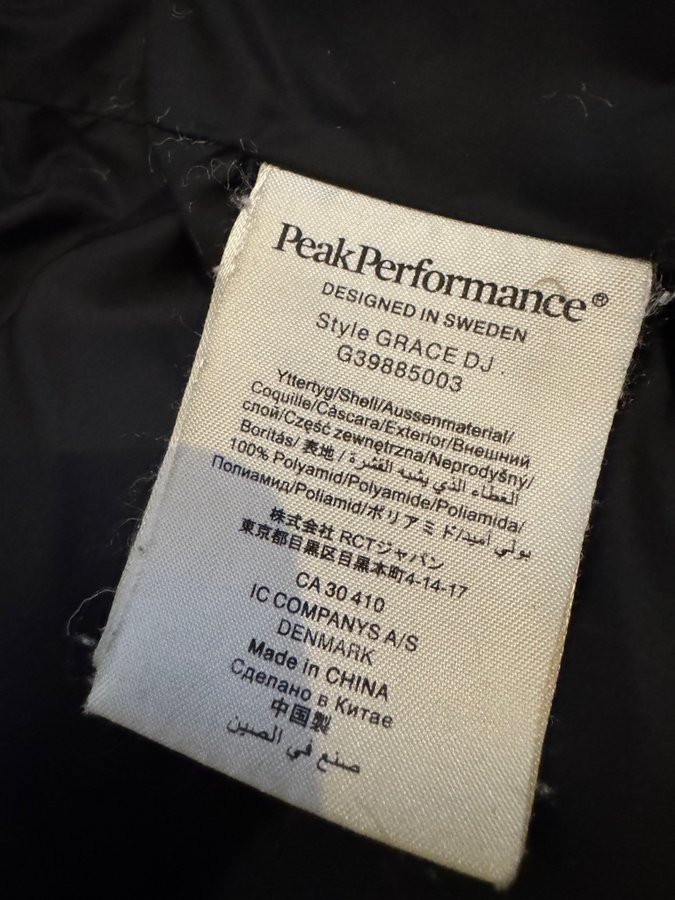 PeakPerformance®
DESIGNED IN SWEDEN
Style GRACE DJ.
G39885003
Yttertyg/Shell/Aussenmaterial/
Coquille/Cáscara/Exterior/Внешний
слой/Część zewnętrzna/Neprodyšný/
Borítás/表地/الغطاء الذي يشبه القشرة
100% Polyamid/Polyamide/Poliamida/
Полиамид/Poliamid/ポリアミド/بولي أميد
株式会社 RCTジャパン
東京都目黒区目黒本町4-14-17
CA 30 410
IC COMPANYS A/S
DENMARK
Made in CHINA
Сделано в Китае
中国製
صنع في الصين